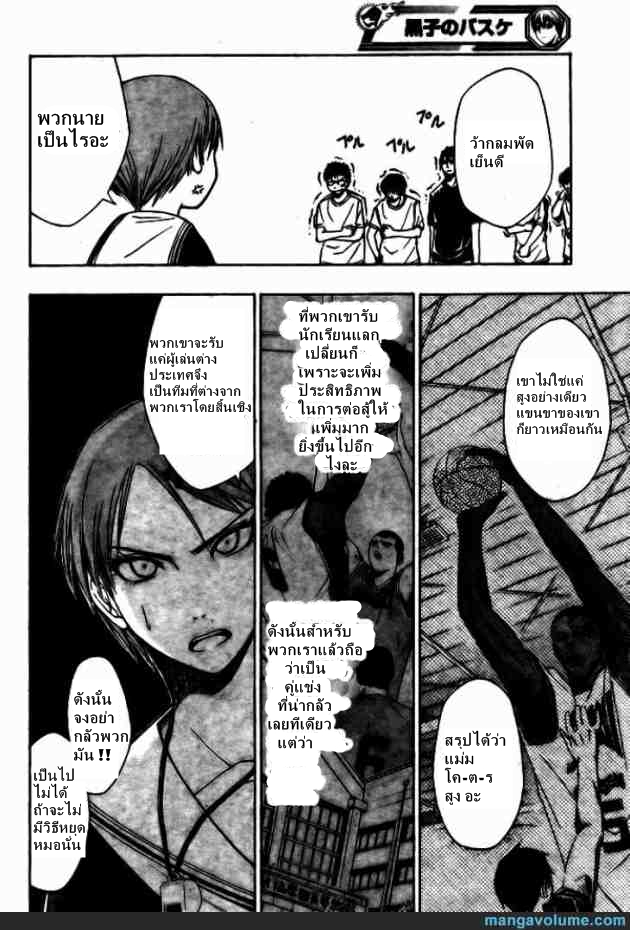 黒子のバスケ
ว้ากลมพัด
เย็นดี
プル
プル
プル
พวกนาย
เป็นไรอะ
เขาไม่ใช่แค่
สูงอย่างเดียว
แขนขาของเขา
ก็ยาวเหมือนกัน
สรุปได้ว่า
แม่ม
โค-ต-ร
สูง อะ
ที่พวกเขารับ
นักเรียนแลก
เปลี่ยนก็
เพราะจะเพิ่ม
ประสิทธิภาพ
ในการต่อสู้ให้
เพิ่มมาก
ยิ่งขึ้นไปอีก
ไงละ
ดังนั้นสำหรับ
พวกเราแล้วถือ
ว่าเป็น
คู่แข่ง
ที่น่ากลัว
เลยทีเดียว
แต่ว่า
พวกเขาจะรับ
แค่ผู้เล่นต่าง
ประเทศจึง
เป็นทีมที่ต่างจาก
พวกเราโดยสิ้นเชิง
ดังนั้น
จงอย่า
กลัวพวก
มัน !!
เป็นไป
ไม่ได้
ถ้าจะไม่
มีวิธีหยุด
หมอนั่น
mangavolume.com